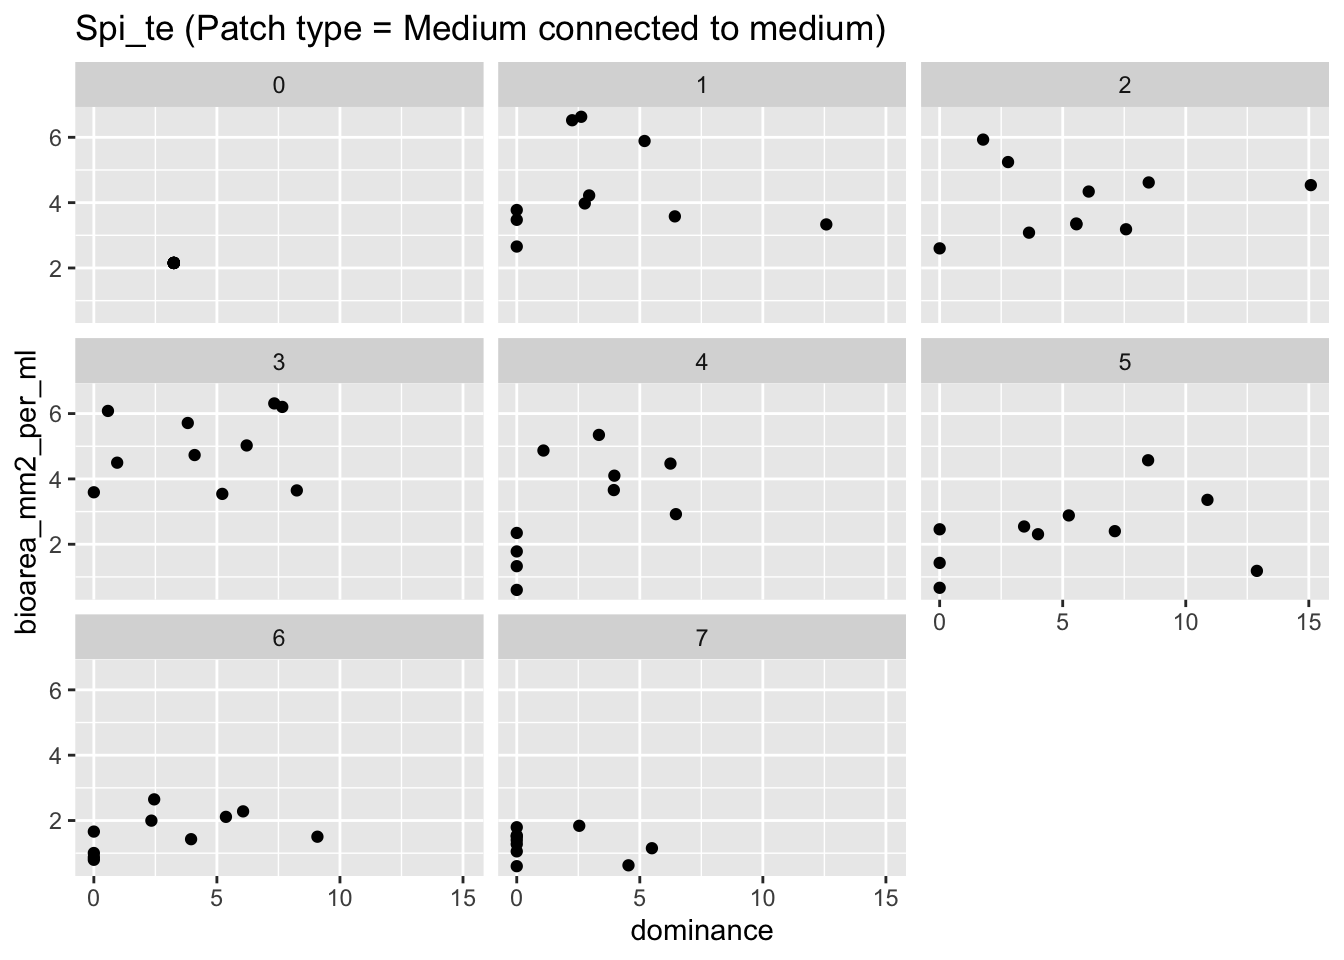 Spi_te (Patch type = Medium connected to medium)
0 1 2
6
4
2
3 4 5
6
4
2
0 5 10 15
6 7
6
4
2
0 5 10 15 0 5 10 15
dominance
bioarea_mm2_per_ml